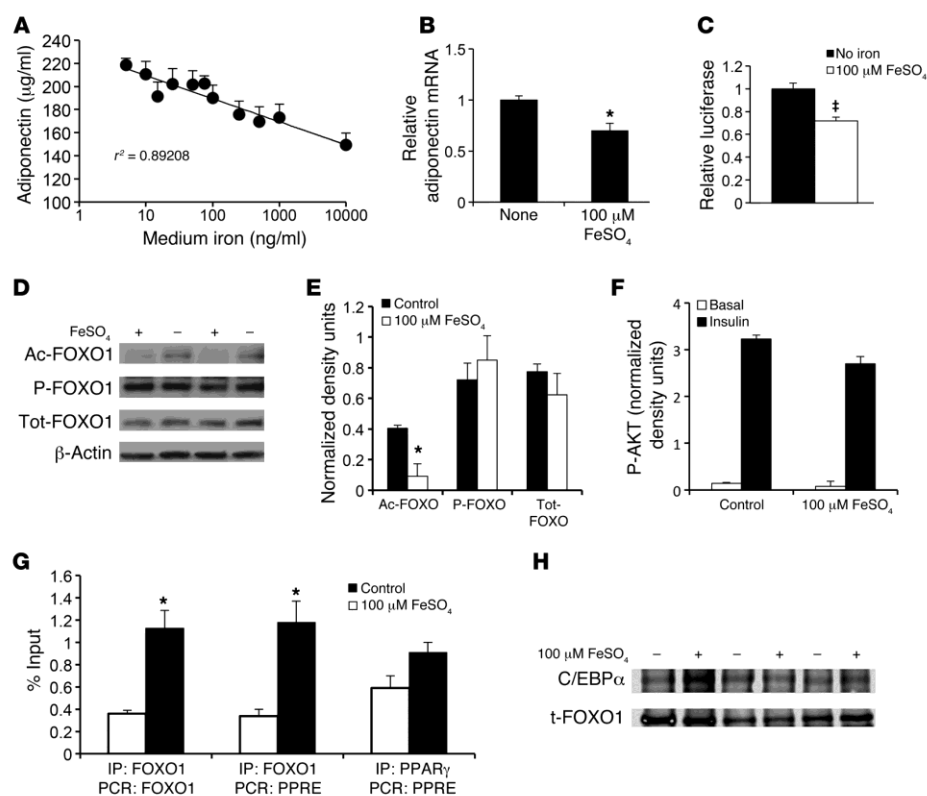 A
Adiponectin (µg/ml)
240
220
200
180
160
140
120
100
r² = 0.89208
1
10
100
1000
10000
Medium iron (ng/ml)
B
Relative
adiponectin mRNA
1.5
1
0.5
0
*
None
100 µM
FeSO₄
C
No iron
100 µM FeSO₄
Relative luciferase
1.2
1
0.8
0.6
0.4
0.2
0
‡
D
FeSO₄ + – + –
Ac-FOXO1
P-FOXO1
Tot-FOXO1
β-Actin
E
Control
100 µM FeSO₄
Normalized density units
1.2
1
0.8
0.6
0.4
0.2
0
*
Ac-FOXO P-FOXO Tot-
FOXO
F
Basal
Insulin
P-AKT (normalized
density units)
4
3
2
1
0
Control 100 µM FeSO₄
G
Control
100 µM FeSO₄
% Input
1.6
1.4
1.2
1
0.8
0.6
0.4
0.2
0
* *
IP: FOXO1 IP: FOXO1 IP: PPARγ
PCR: FOXO1 PCR: PPRE PCR: PPRE
H
100 µM FeSO₄ – + – + – +
C/EBPα
t-FOXO1